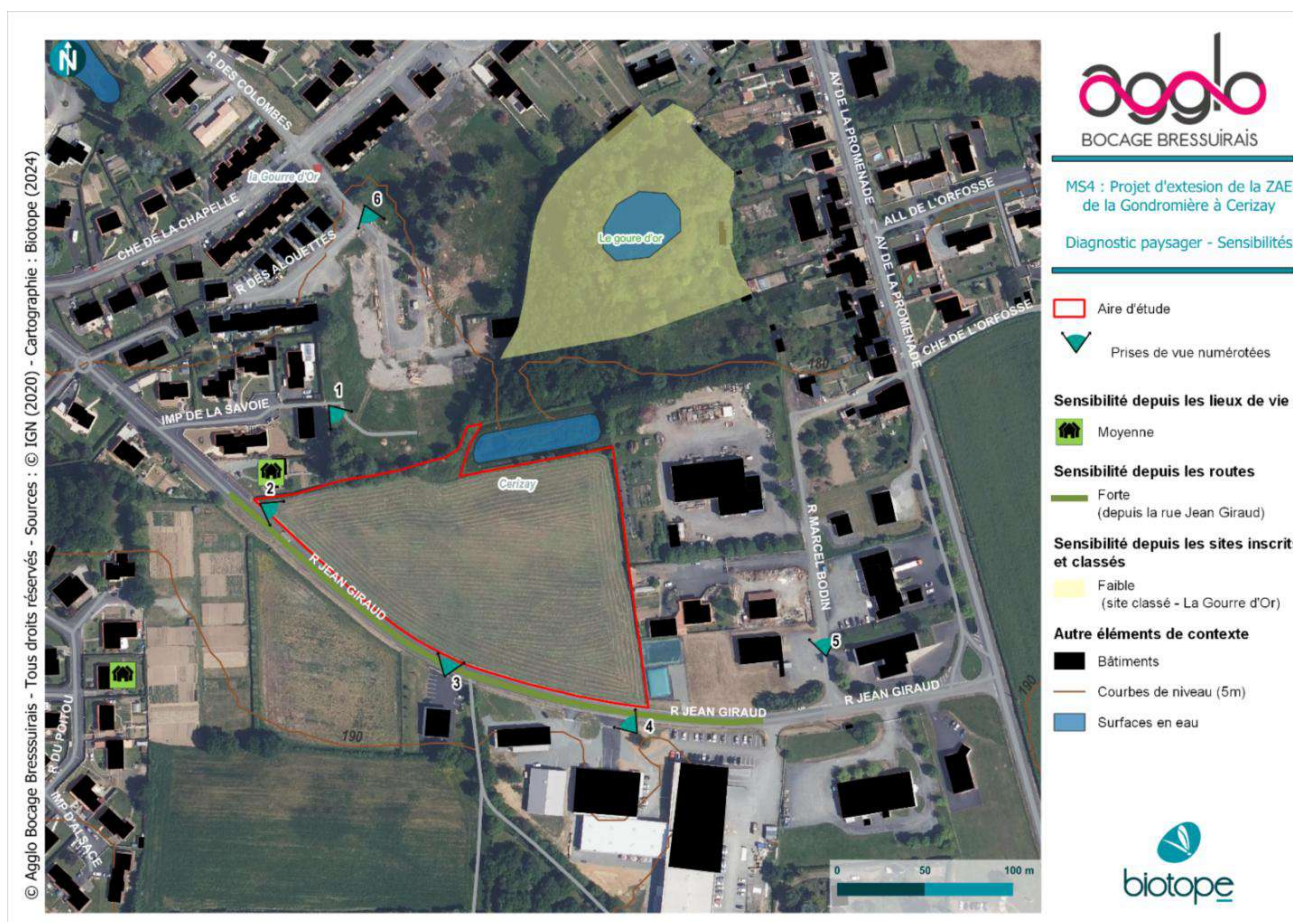 © Agglo Bocage Bresssuirais - Tous droits réservés - Sources : © IGN (2020) - Cartographie : Biotope (2024)
N
R DES COLOMBES
la Gourre d'Or
CHE DE LA CHAPELLE
R DES ALOUETTES
6
Le goure d'or
AV DE LA PROMENADE
ALL DE L'ORFOSSE
AV DE LA PROMENADE
CHE DE L'ORFOSSE
180
1
IMP DE LA SAVOIE
2
Cerizay
R JEAN GIRAUD
R MARCEL BODIN
5
3
R JEAN GIRAUD
R JEAN GIRAUD
4
190
190
R DU POITOU
IMP D'ALSACE
0 50 100 m
agglo
BOCAGE BRESSUIRAIS
MS4 : Projet d'extesion de la ZAE
de la Gondromière à Cerizay
Diagnostic paysager - Sensibilités
Aire d'étude
Prises de vue numérotées
Sensibilité depuis les lieux de vie
Moyenne
Sensibilité depuis les routes
Forte
(depuis la rue Jean Giraud)
Sensibilité depuis les sites inscrits
et classés
Faible
(site classé - La Gourre d'Or)
Autre éléments de contexte
Bâtiments
Courbes de niveau (5m)
Surfaces en eau
biotope